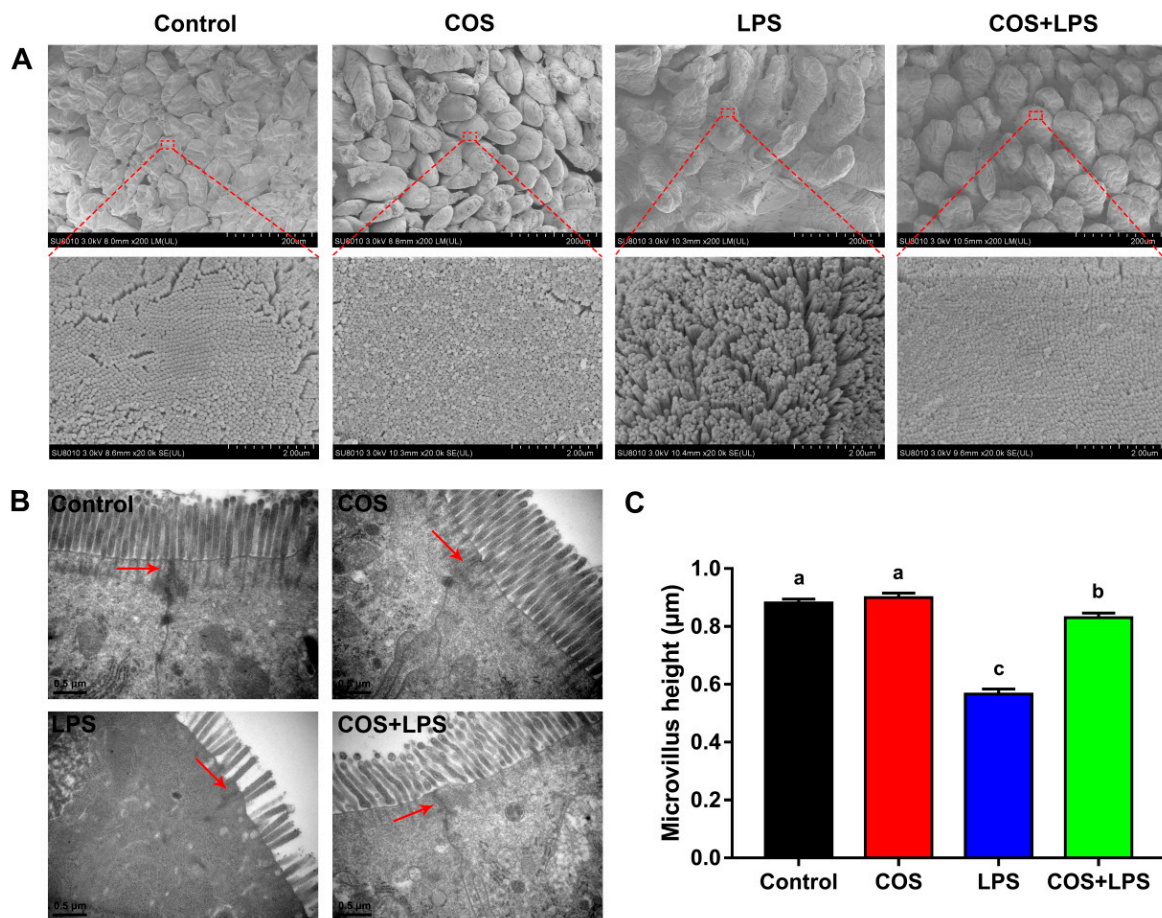 Control COS LPS COS+LPS
A
SU8010 3.0kV 8.0mm x200 LM(UL) 200um
SU8010 3.0kV 8.8mm x200 LM(UL) 200um
SU8010 3.0kV 10.3mm x200 LM(UL) 200um
SU8010 3.0kV 10.5mm x200 LM(UL) 200um
SU8010 3.0kV 8.6mm x20.0k SE(UL) 2.00um
SU8010 3.0kV 10.3mm x20.0k SE(UL) 2.00um
SU8010 3.0kV 10.4mm x20.0k SE(UL) 2.00um
SU8010 3.0kV 9.6mm x20.0k SE(UL) 2.00um
B
Control
0.5 μm
COS
0.5 μm
LPS
0.5 μm
COS+LPS
0.5 μm
C
Microvillus height (μm)
1.0
0.8
0.6
0.4
0.2
0.0
a a c b
Control COS LPS COS+LPS